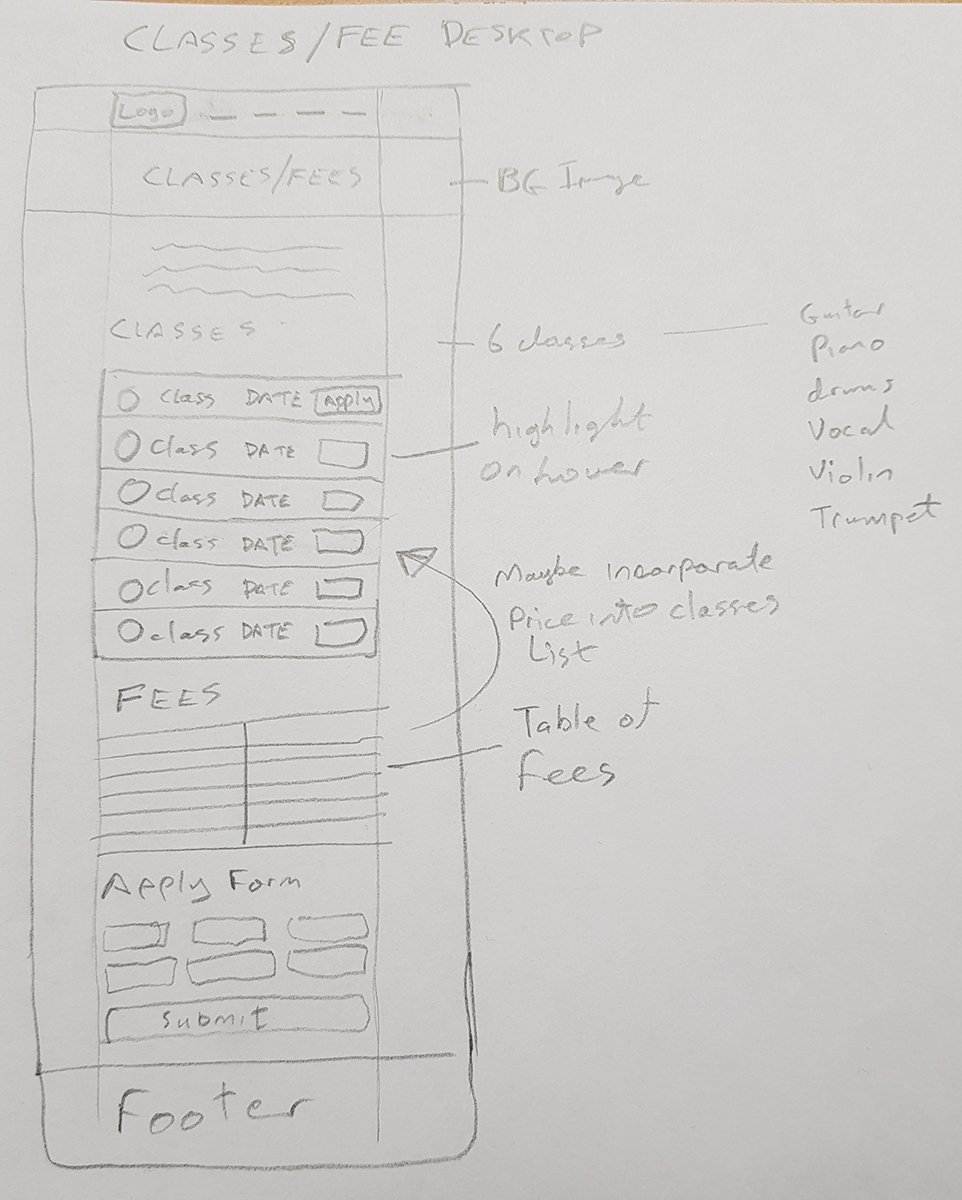 CLASSES/FEE DESKTOP
Logo
CLASSES/FEES
BG Image
CLASSES
6 classes
Guitar
Piano
drums
Vocal
Violin
Trumpet
Class DATE Apply
Class DATE
class DATE
class DATE
class DATE
class DATE
highlight
on hover
Maybe incorparate
Price into classes
List
FEES
Table of
fees
Apply Form
Submit
Footer